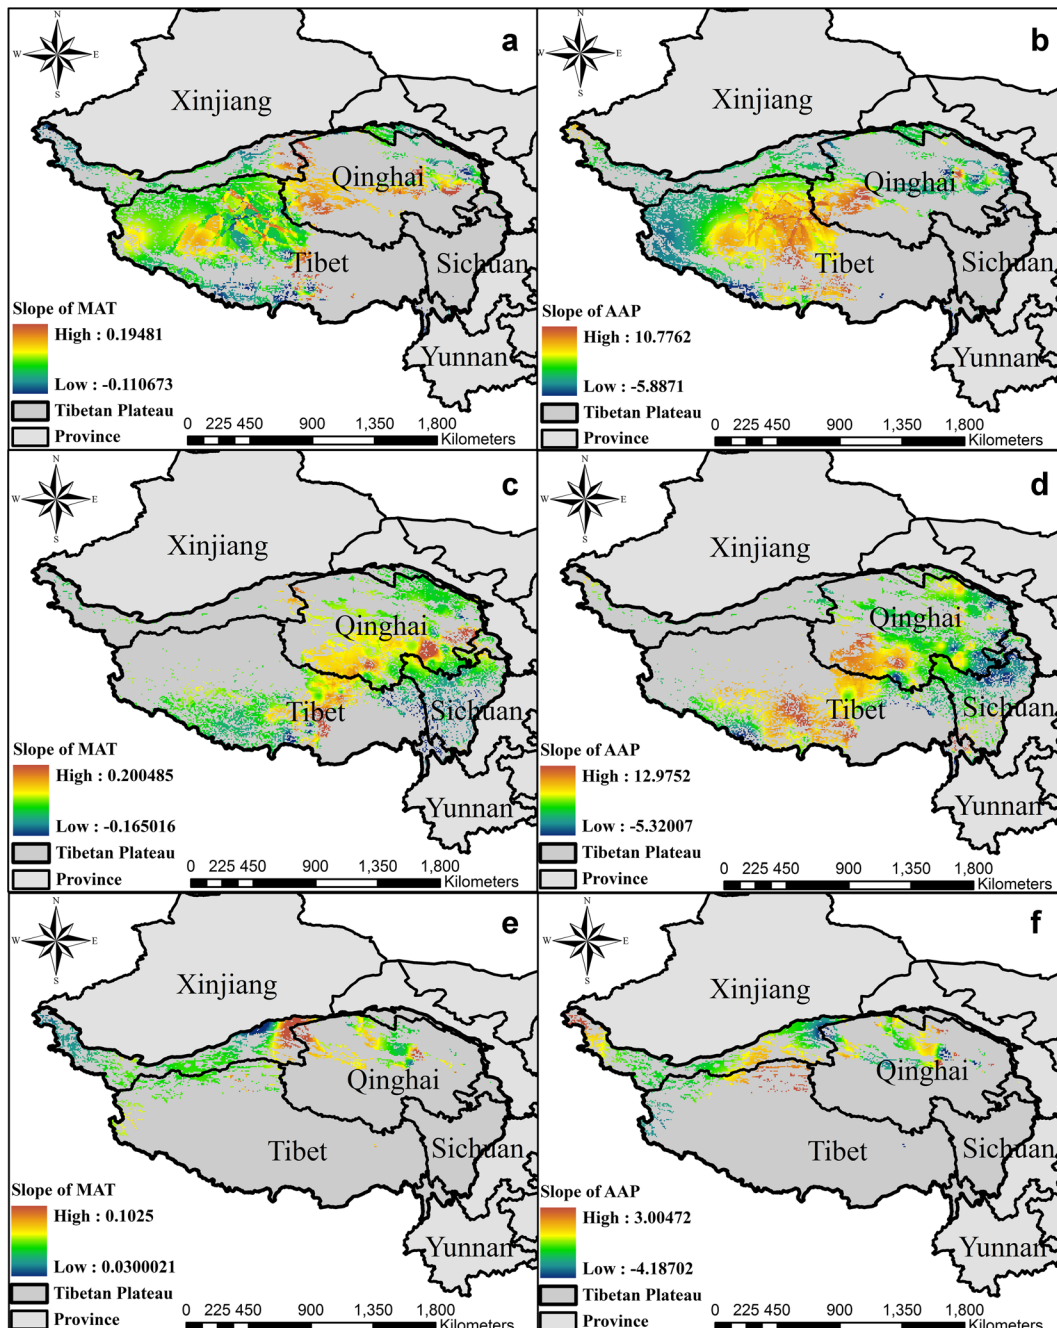 a
N
W E
S
Xinjiang
Qinghai
Tibet
Sichuan
Yunnan
Slope of MAT
High : 0.19481
Low : -0.110673
Tibetan Plateau
Province
0 225 450 900 1,350 1,800
Kilometers
b
N
W E
S
Xinjiang
Qinghai
Tibet
Sichuan
Yunnan
Slope of AAP
High : 10.7762
Low : -5.8871
Tibetan Plateau
Province
0 225 450 900 1,350 1,800
Kilometers
c
N
W E
S
Xinjiang
Qinghai
Tibet
Sichuan
Yunnan
Slope of MAT
High : 0.200485
Low : -0.165016
Tibetan Plateau
Province
0 225 450 900 1,350 1,800
Kilometers
d
N
W E
S
Xinjiang
Qinghai
Tibet
Sichuan
Yunnan
Slope of AAP
High : 12.9752
Low : -5.32007
Tibetan Plateau
Province
0 225 450 900 1,350 1,800
Kilometers
e
N
W E
S
Xinjiang
Qinghai
Tibet
Sichuan
Yunnan
Slope of MAT
High : 0.1025
Low : 0.0300021
Tibetan Plateau
Province
0 225 450 900 1,350 1,800
Kilometers
f
N
W E
S
Xinjiang
Qinghai
Tibet
Sichuan
Yunnan
Slope of AAP
High : 3.00472
Low : -4.18702
Tibetan Plateau
Province
0 225 450 900 1,350 1,800
Kilometers